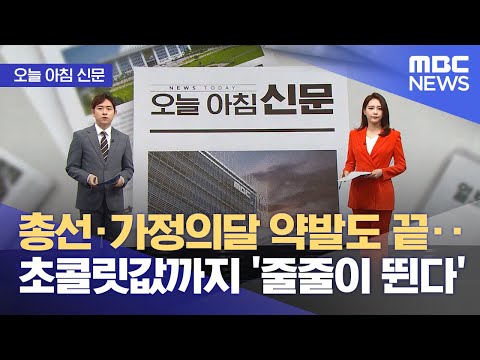 오늘 아침 신문
MBC
NEWS
NEWS TODAY
오늘 아침 신문
MBC
총선·가정의달 약발도 끝‥
초콜릿값까지 '줄줄이 뛴다'